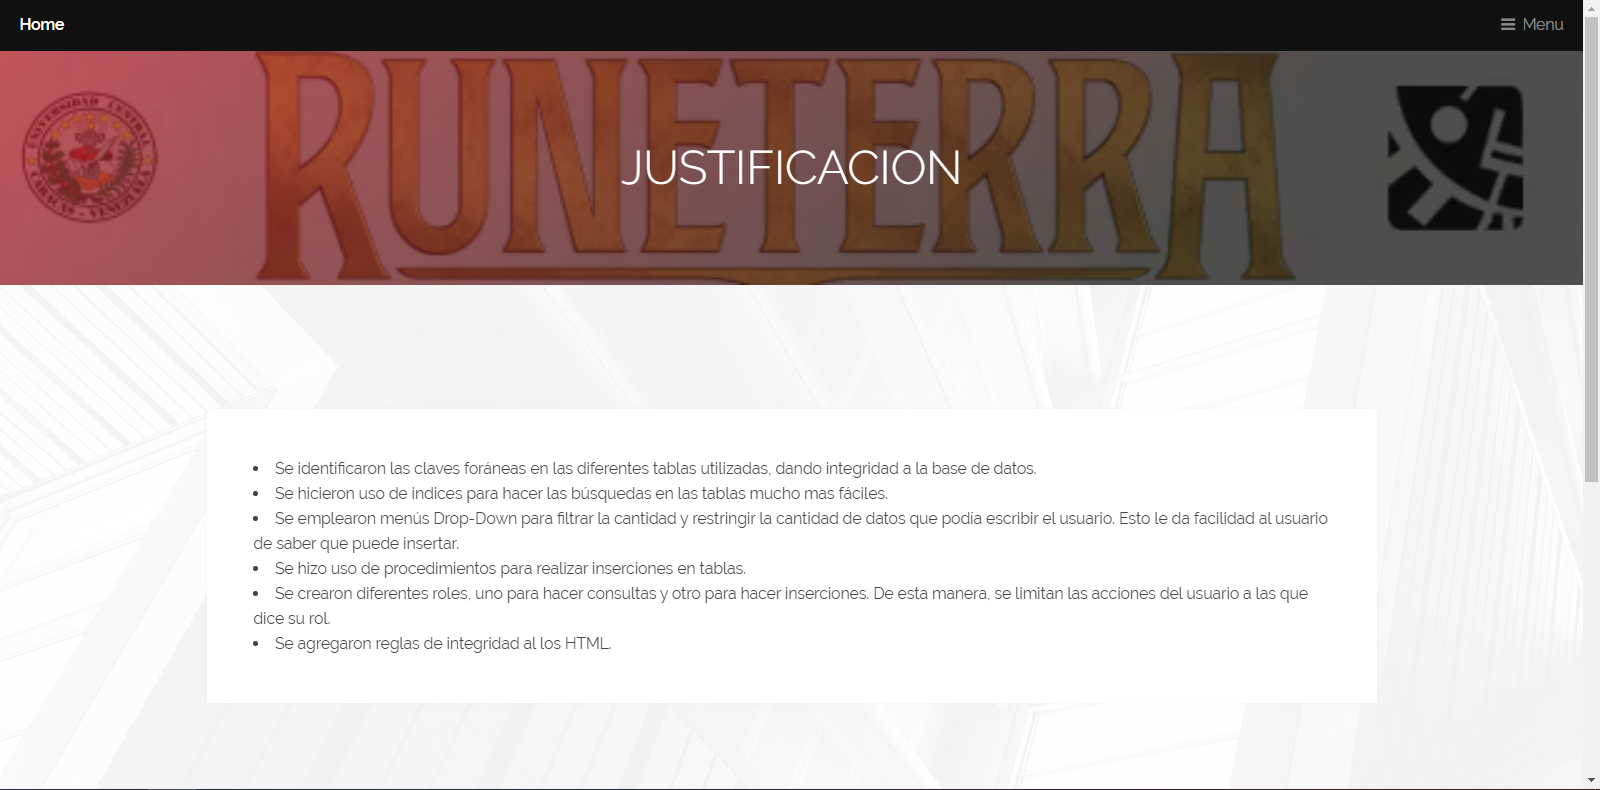 Home
Menu
RUNETERRA
UNIVERSIDAD CENTRAL
CARACAS - VENEZUELA
JUSTIFICACION
• Se identificaron las claves foráneas en las diferentes tablas utilizadas, dando integridad a la base de datos.
• Se hicieron uso de indices para hacer las búsquedas en las tablas mucho mas fáciles.
• Se emplearon menús Drop-Down para filtrar la cantidad y restringir la cantidad de datos que podía escribir el usuario. Esto le da facilidad al usuario
de saber que puede insertar.
• Se hizo uso de procedimientos para realizar inserciones en tablas.
• Se crearon diferentes roles, uno para hacer consultas y otro para hacer inserciones. De esta manera, se limitan las acciones del usuario a las que
dice su rol.
• Se agregaron reglas de integridad al los HTML.